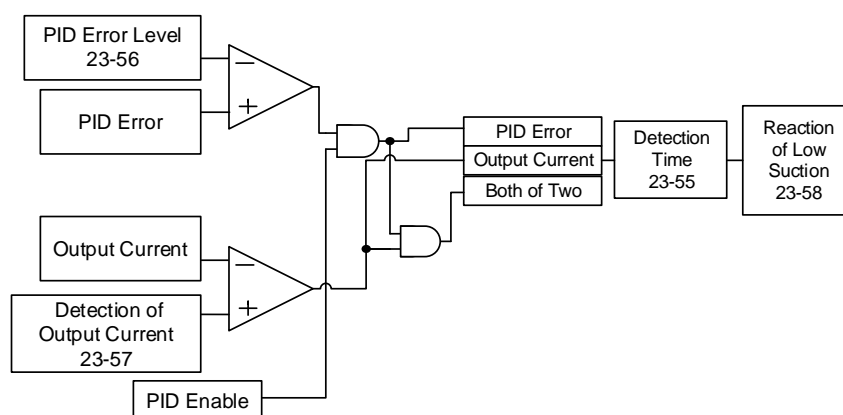 PID Error Level
23-56
−
PID Error
+
PID Error
Output Current
Both of Two
Detection
Time
23-55
Reaction
of Low
Suction
23-58
Output Current
−
Detection of
Output Current
23-57
+
PID Enable